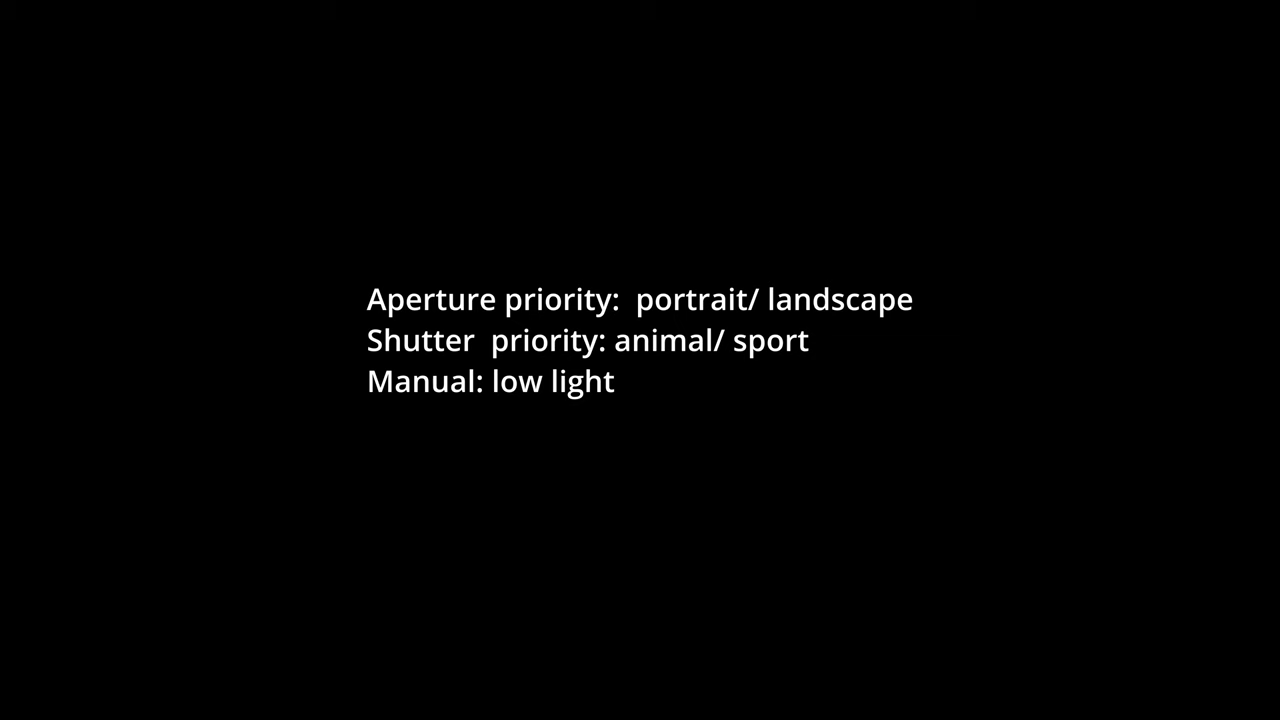 Aperture priority:  portrait/ landscape
Shutter  priority: animal/ sport
Manual: low light